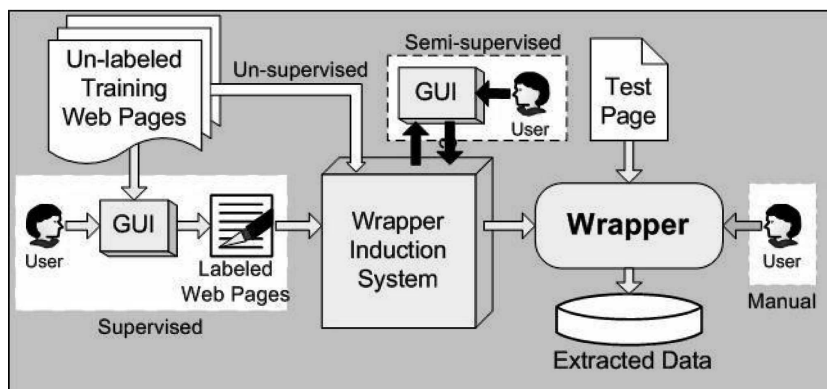 Un-labeled
Training
Web Pages
Un-supervised
Semi-supervised
GUI
User
Test
Page
User
GUI
Labeled
Web Pages
Supervised
Wrapper
Induction
System
Wrapper
User
Manual
Extracted Data